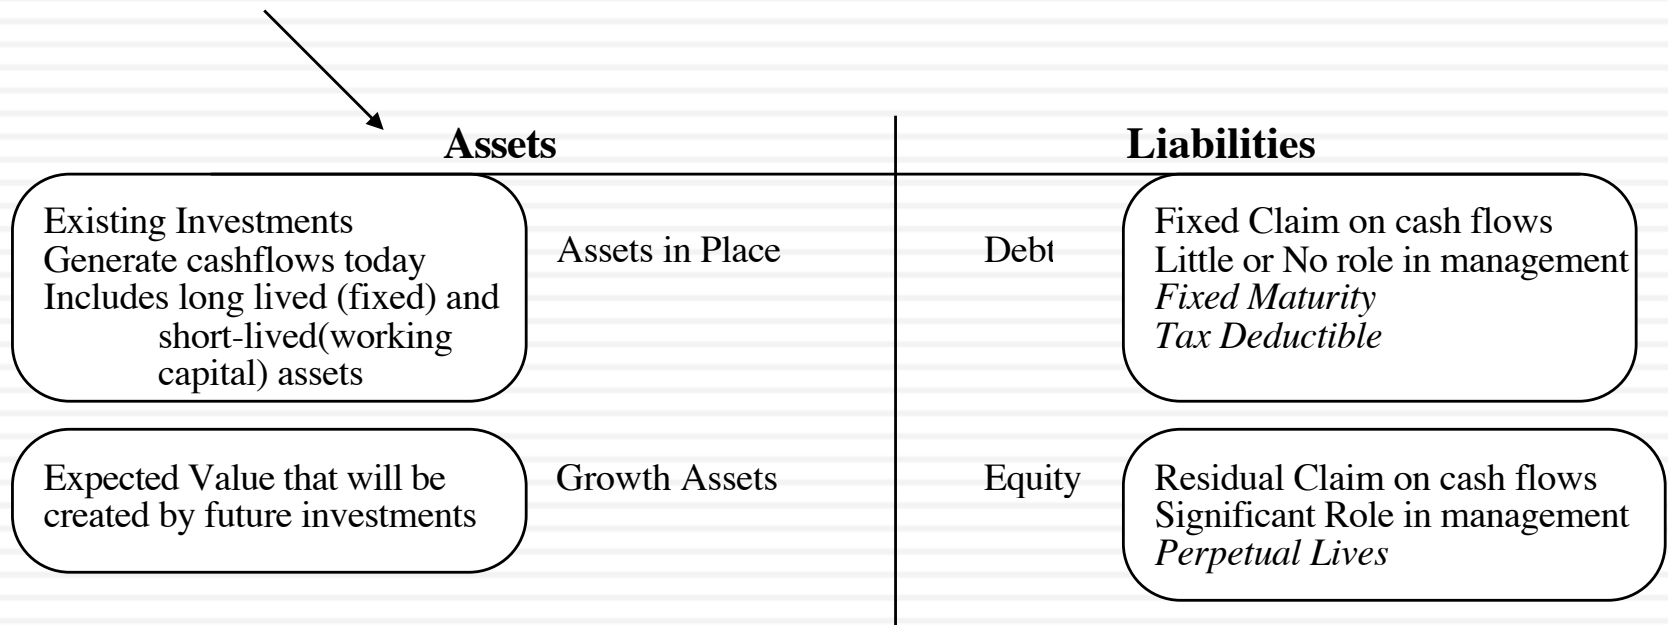 Assets
Liabilities
Existing Investments
Generate cashflows today
Includes long lived (fixed) and
short-lived(working
capital) assets
Assets in Place
Debt
Fixed Claim on cash flows
Little or No role in management
Fixed Maturity
Tax Deductible
Expected Value that will be
created by future investments
Growth Assets
Equity
Residual Claim on cash flows
Significant Role in management
Perpetual Lives